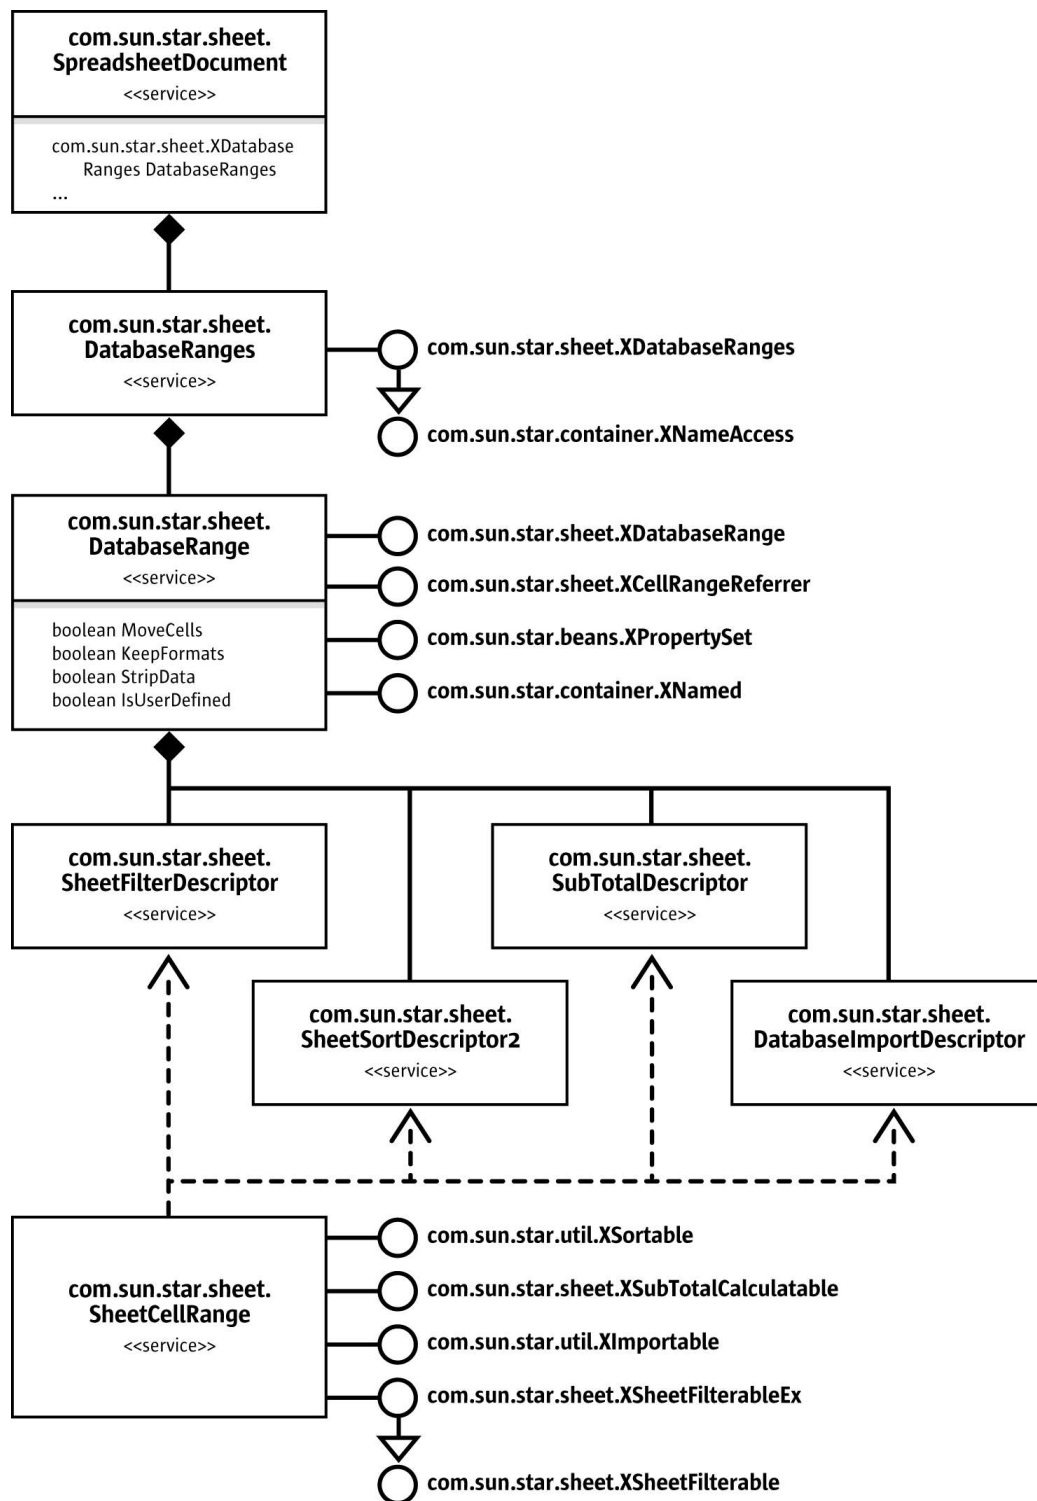 com.sun.star.sheet.
SpreadsheetDocument
<<service>>
com.sun.star.sheet.XDatabase
Ranges DatabaseRanges
...
com.sun.star.sheet.
DatabaseRanges
<<service>>
com.sun.star.sheet.XDatabaseRanges
com.sun.star.container.XNameAccess
com.sun.star.sheet.
DatabaseRange
<<service>>
boolean MoveCells
boolean KeepFormats
boolean StripData
boolean IsUserDefined
com.sun.star.sheet.XDatabaseRange
com.sun.star.sheet.XCellRangeReferrer
com.sun.star.beans.XPropertySet
com.sun.star.container.XNamed
com.sun.star.sheet.
SheetFilterDescriptor
<<service>>
com.sun.star.sheet.
SubTotalDescriptor
<<service>>
com.sun.star.sheet.
SheetSortDescriptor2
<<service>>
com.sun.star.sheet.
DatabaseImportDescriptor
<<service>>
com.sun.star.sheet.
SheetCellRange
<<service>>
com.sun.star.util.XSortable
com.sun.star.sheet.XSubTotalCalculatable
com.sun.star.util.XImportable
com.sun.star.sheet.XSheetFilterableEx
com.sun.star.sheet.XSheetFilterable